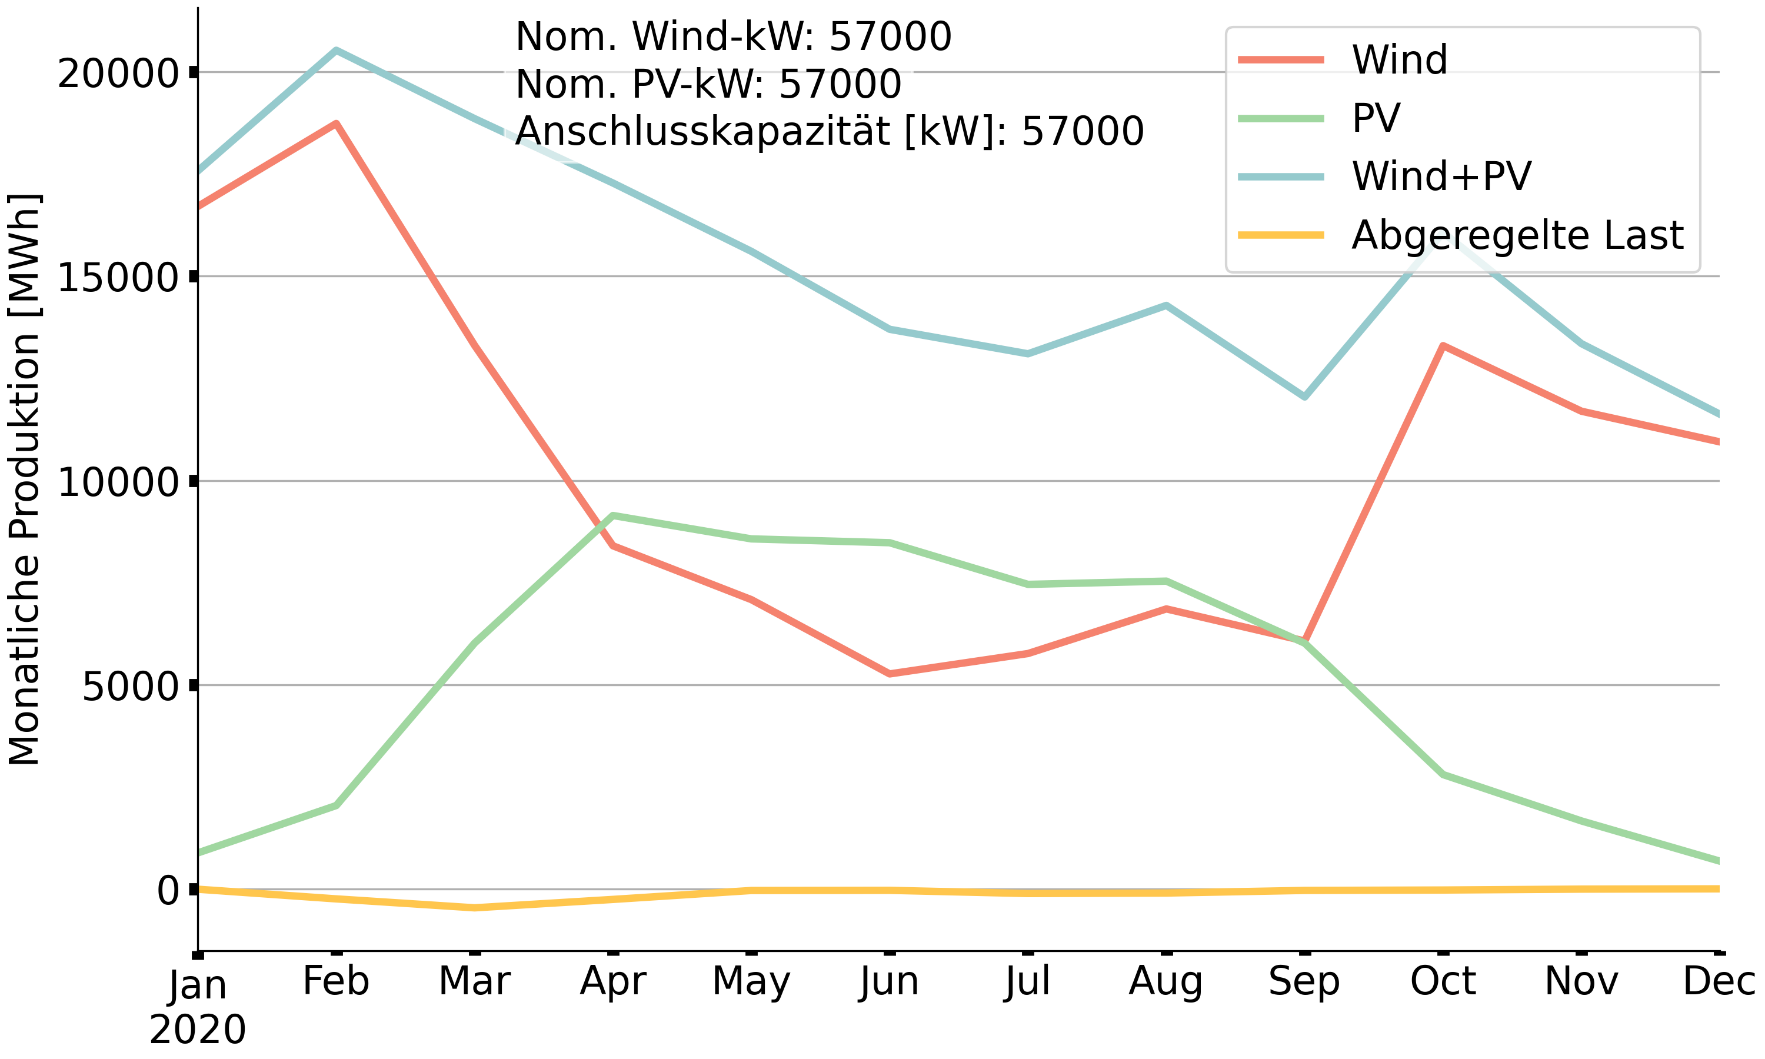 Nom. Wind-kW: 57000
Nom. PV-kW: 57000
Anschlusskapazität [kW]: 57000
Wind
PV
Wind+PV
Abgeregelte Last
Monatliche Produktion [MWh]
20000
15000
10000
5000
0
Jan Feb Mar Apr May Jun Jul Aug Sep Oct Nov Dec
2020